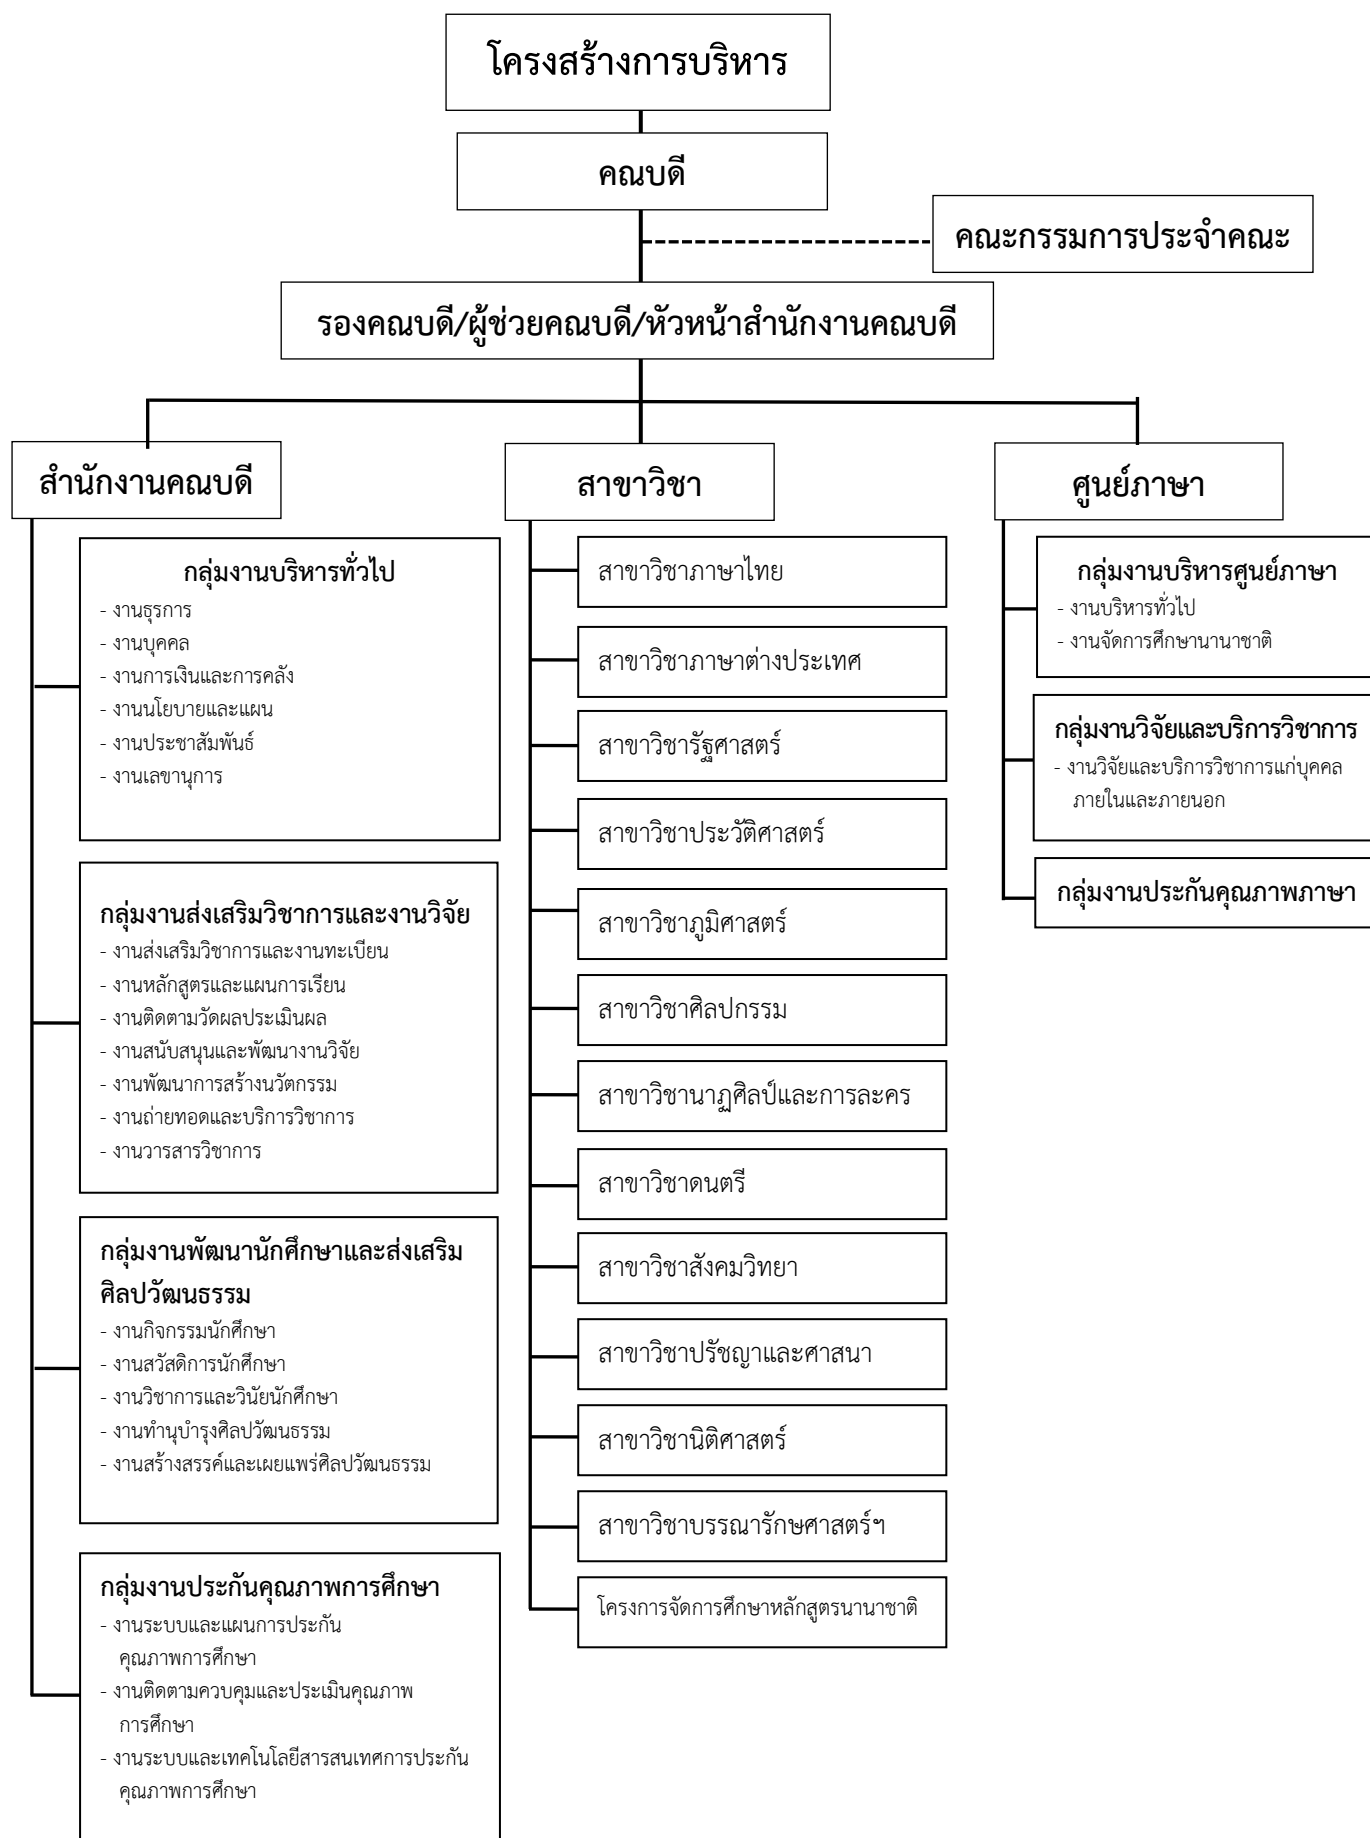 โครงสร้างการบริหาร
คณบดี
คณะกรรมการประจำคณะ
รองคณบดี/ผู้ช่วยคณบดี/หัวหน้าสำนักงานคณบดี
สำนักงานคณบดี
กลุ่มงานบริหารทั่วไป
- งานธุรการ
- งานบุคคล
- งานการเงินและการคลัง
- งานนโยบายและแผน
- งานประชาสัมพันธ์
- งานเลขานุการ
กลุ่มงานส่งเสริมวิชาการและงานวิจัย
- งานส่งเสริมวิชาการและงานทะเบียน
- งานหลักสูตรและแผนการเรียน
- งานติดตามวัดผลประเมินผล
- งานสนับสนุนและพัฒนางานวิจัย
- งานพัฒนาการสร้างนวัตกรรม
- งานถ่ายทอดและบริการวิชาการ
- งานวารสารวิชาการ
กลุ่มงานพัฒนานักศึกษาและส่งเสริม
ศิลปวัฒนธรรม
- งานกิจกรรมนักศึกษา
- งานสวัสดิการนักศึกษา
- งานวิชาการและวินัยนักศึกษา
- งานทำนุบำรุงศิลปวัฒนธรรม
- งานสร้างสรรค์และเผยแพร่ศิลปวัฒนธรรม
กลุ่มงานประกันคุณภาพการศึกษา
- งานระบบและแผนการประกัน
คุณภาพการศึกษา
- งานติดตามควบคุมและประเมินคุณภาพ
การศึกษา
- งานระบบและเทคโนโลยีสารสนเทศการประกัน
คุณภาพการศึกษา
สาขาวิชา
สาขาวิชาภาษาไทย
สาขาวิชาภาษาต่างประเทศ
สาขาวิชารัฐศาสตร์
สาขาวิชาประวัติศาสตร์
สาขาวิชาภูมิศาสตร์
สาขาวิชาศิลปกรรม
สาขาวิชานาฏศิลป์และการละคร
สาขาวิชาดนตรี
สาขาวิชาสังคมวิทยา
สาขาวิชาปรัชญาและศาสนา
สาขาวิชานิติศาสตร์
สาขาวิชาบรรณารักษศาสตร์ฯ
โครงการจัดการศึกษาหลักสูตรนานาชาติ
ศูนย์ภาษา
กลุ่มงานบริหารศูนย์ภาษา
- งานบริหารทั่วไป
- งานจัดการศึกษานานาชาติ
กลุ่มงานวิจัยและบริการวิชาการ
- งานวิจัยและบริการวิชาการแก่บุคคล
ภายในและภายนอก
กลุ่มงานประกันคุณภาพภาษา